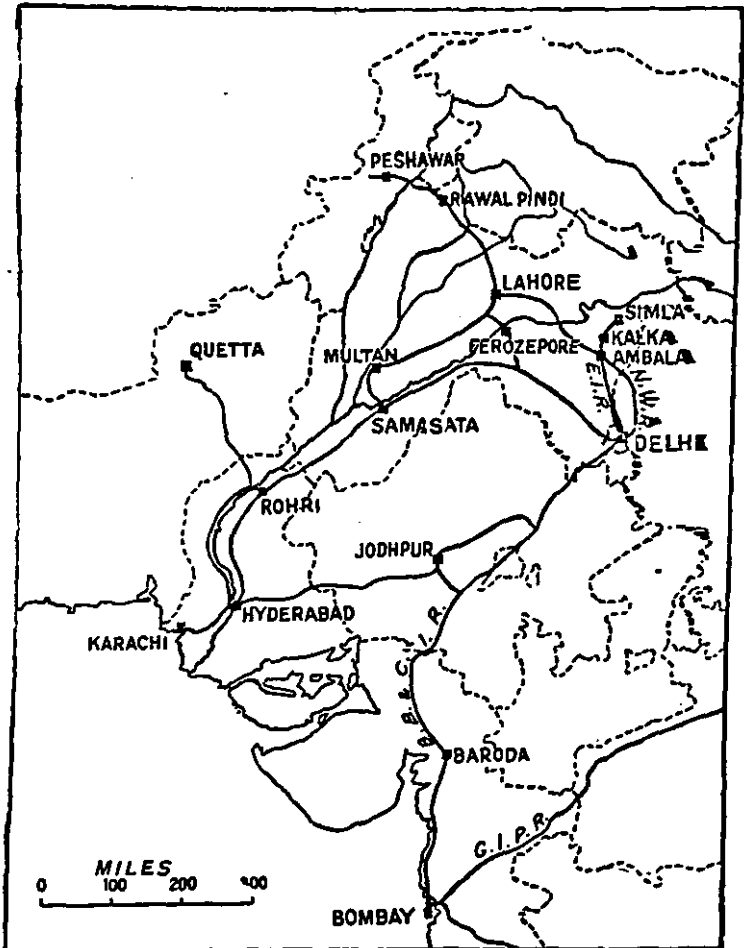 PESHAWAR
RAWAL PINDI
LAHORE
SIMLA
KALKA
FEROZEPORE
AMBALA
QUETTA
MULTAN
E.I.R.
N.W.R.
SAMASATA
DELHI
ROHRI
JODHPUR
HYDERABAD
KARACHI
B.B. & C.I.R.
BARODA
G.I.P.R.
MILES
0 100 200 400
BOMBAY